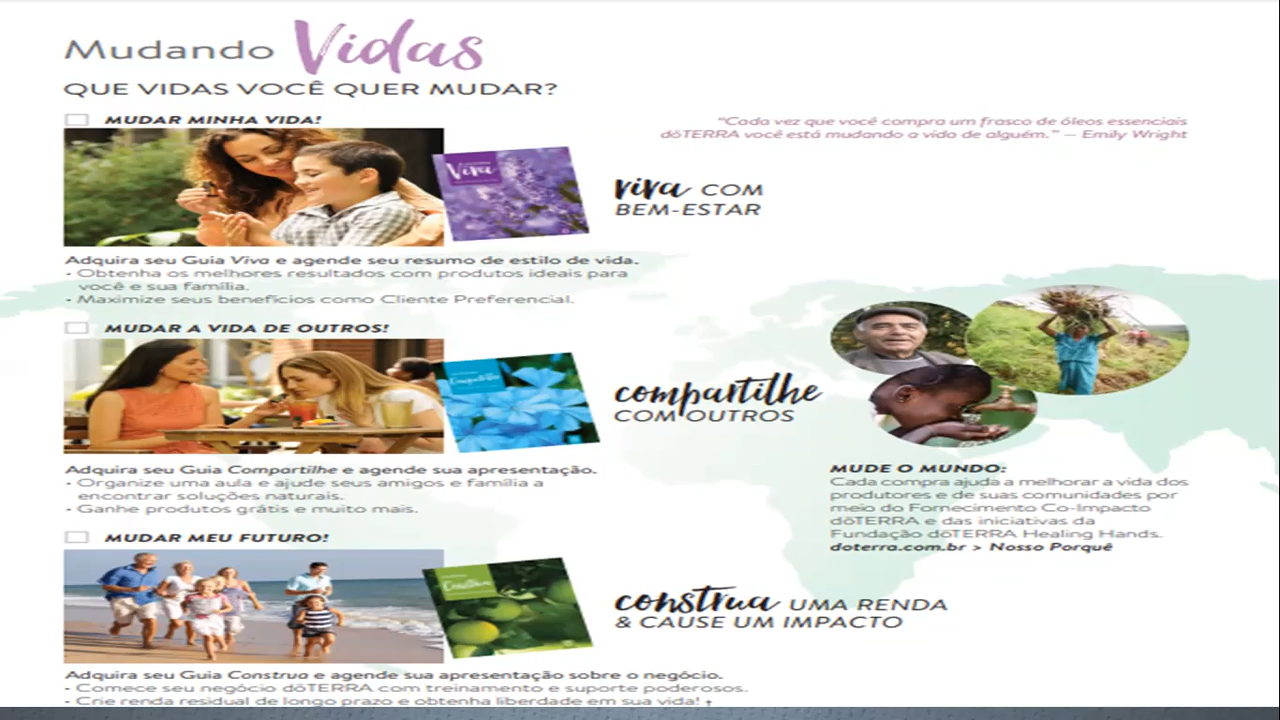 Mudando Vidas
QUE VIDAS VOCÊ QUER MUDAR?
MUDAR MINHA VIDA!
"Cada vez que você compra um frasco de óleos essenciais
dōTERRA você está mudando a vida de alguém." — Emily Wright
Viva
viva COM
BEM-ESTAR
Adquira seu Guia Viva e agende seu resumo de estilo de vida.
• Obtenha os melhores resultados com produtos ideais para
você e sua família.
• Maximize seus benefícios como Cliente Preferencial.
MUDAR A VIDA DE OUTROS!
Compartilhe
compartilhe
COM OUTROS
Adquira seu Guia Compartilhe e agende sua apresentação.
• Organize uma aula e ajude seus amigos e família a
encontrar soluções naturais.
• Ganhe produtos grátis e muito mais.
MUDE O MUNDO:
Cada compra ajuda a melhorar a vida dos
produtores e de suas comunidades por
meio do Fornecimento Co-Impacto
dōTERRA e das iniciativas da
Fundação dōTERRA Healing Hands.
doterra.com.br > Nosso Porquê
MUDAR MEU FUTURO!
Construa
construa UMA RENDA
& CAUSE UM IMPACTO
Adquira seu Guia Construa e agende sua apresentação sobre o negócio.
• Comece seu negócio dōTERRA com treinamento e suporte poderosos.
• Crie renda residual de longo prazo e obtenha liberdade em sua vida! †